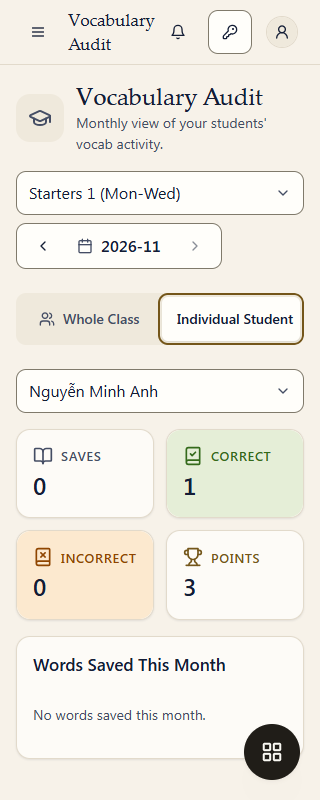 Vocabulary
Audit
Vocabulary Audit
Monthly view of your students'
vocab activity.
Starters 1 (Mon-Wed)
2026-11
Whole Class
Individual Student
Nguyễn Minh Anh
SAVES
0
CORRECT
1
INCORRECT
0
POINTS
3
Words Saved This Month
No words saved this month.